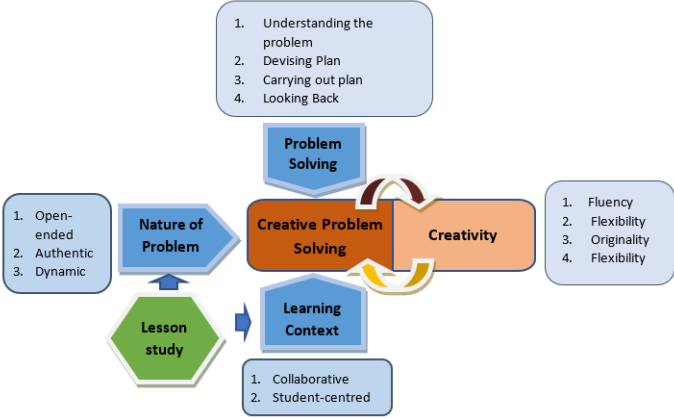 1. Understanding the
problem
2. Devising Plan
3. Carrying out plan
4. Looking Back
Problem
Solving
1. Open-
ended
2. Authentic
3. Dynamic
Nature of
Problem
Creative Problem
Solving
Creativity
1. Fluency
2. Flexibility
3. Originality
4. Flexibility
Lesson
study
Learning
Context
1. Collaborative
2. Student-centred